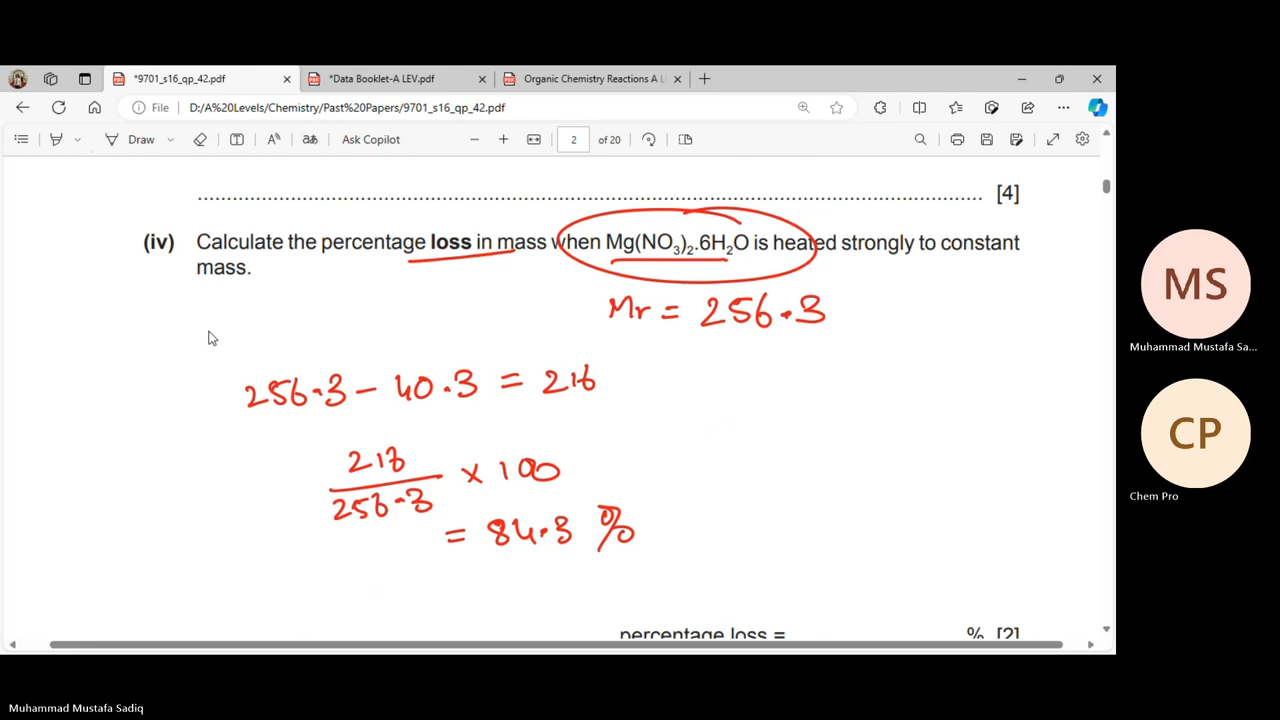 *9701_s16_qp_42.pdf
*Data Booklet-A LEV.pdf
Organic Chemistry Reactions A L
File D:/A%20Levels/Chemistry/Past%20Papers/9701_s16_qp_42.pdf
Draw
aあ
Ask Copilot
2 of 20
[4]
(iv) Calculate the percentage loss in mass when Mg(NO3)2.6H2O is heated strongly to constant
mass.
Mr = 256.3
256.3 - 40.3 = 216
216
256.3
× 100
= 84.3 %
percentage loss = % [2]
MS
Muhammad Mustafa Sa...
CP
Chem Pro
Muhammad Mustafa Sadiq